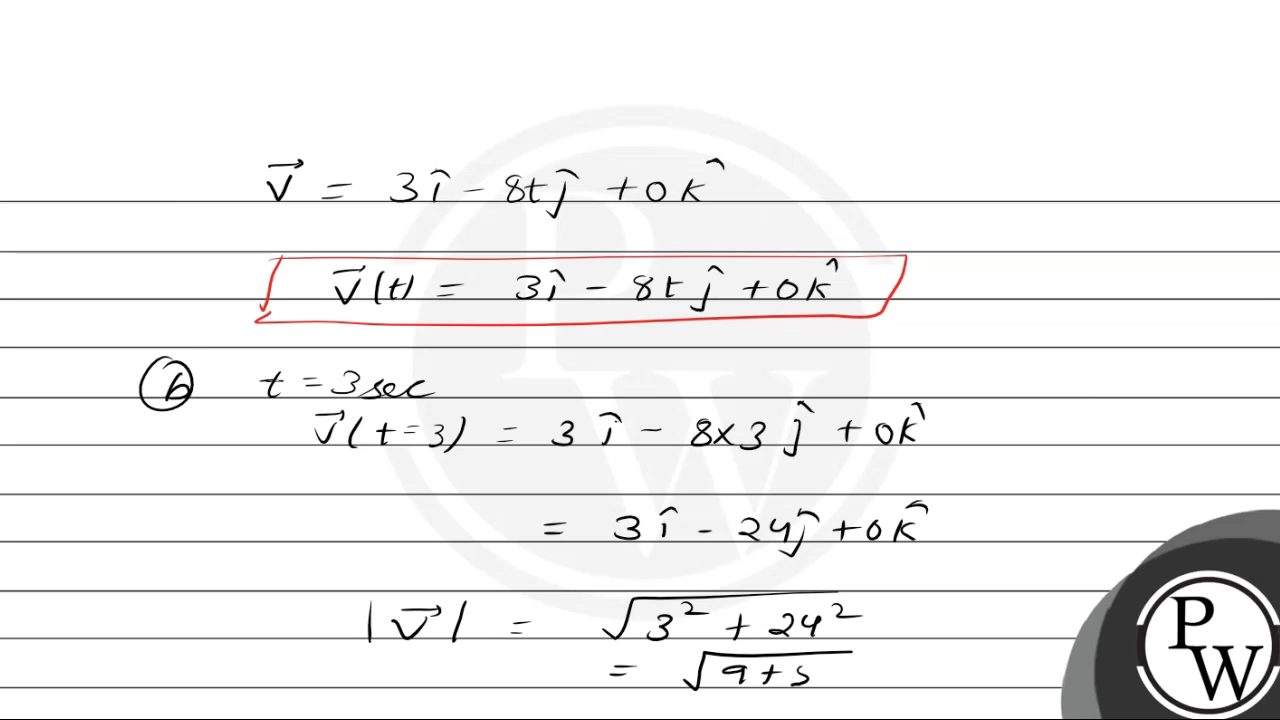 v⃗ = 3î - 8tĵ + 0k̂
v⃗(t) = 3î - 8tĵ + 0k̂
(b) t = 3 sec
v⃗(t=3) = 3î - 8×3ĵ + 0k̂
= 3î - 24ĵ + 0k̂
|v⃗| = √3² + 24²
= √9+5
PW
PW